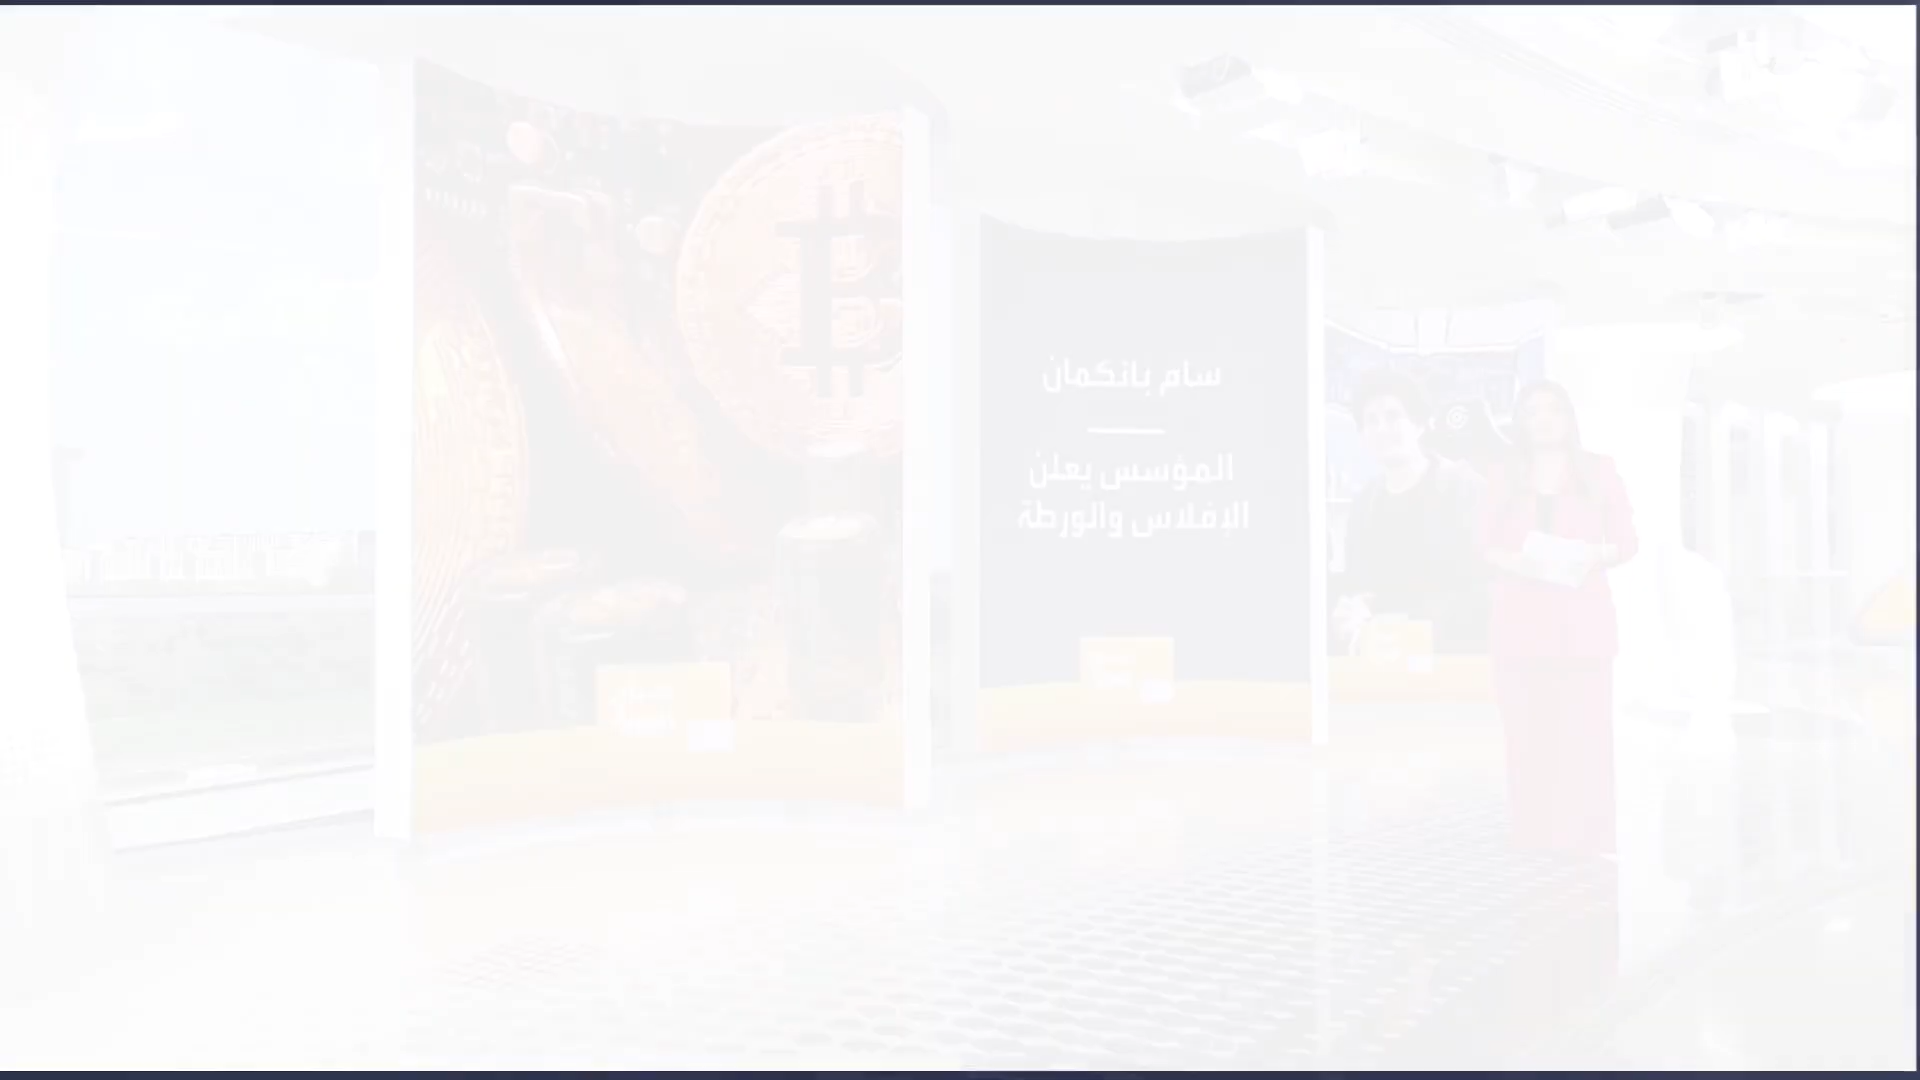 سام بانكمان
المؤسس يعلن
الإفلاس والورطة